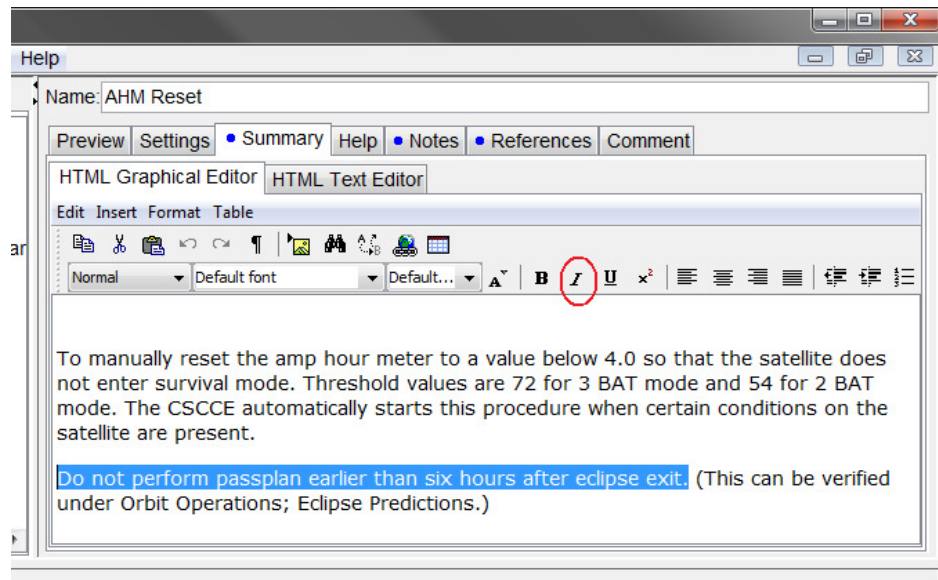 Help
Name: AHM Reset
Preview Settings • Summary Help • Notes • References Comment
HTML Graphical Editor HTML Text Editor
Edit Insert Format Table
ar
Normal Default font Default... A B I U x²
To manually reset the amp hour meter to a value below 4.0 so that the satellite does
not enter survival mode. Threshold values are 72 for 3 BAT mode and 54 for 2 BAT
mode. The CSCCE automatically starts this procedure when certain conditions on the
satellite are present.
Do not perform passplan earlier than six hours after eclipse exit. (This can be verified
under Orbit Operations; Eclipse Predictions.)